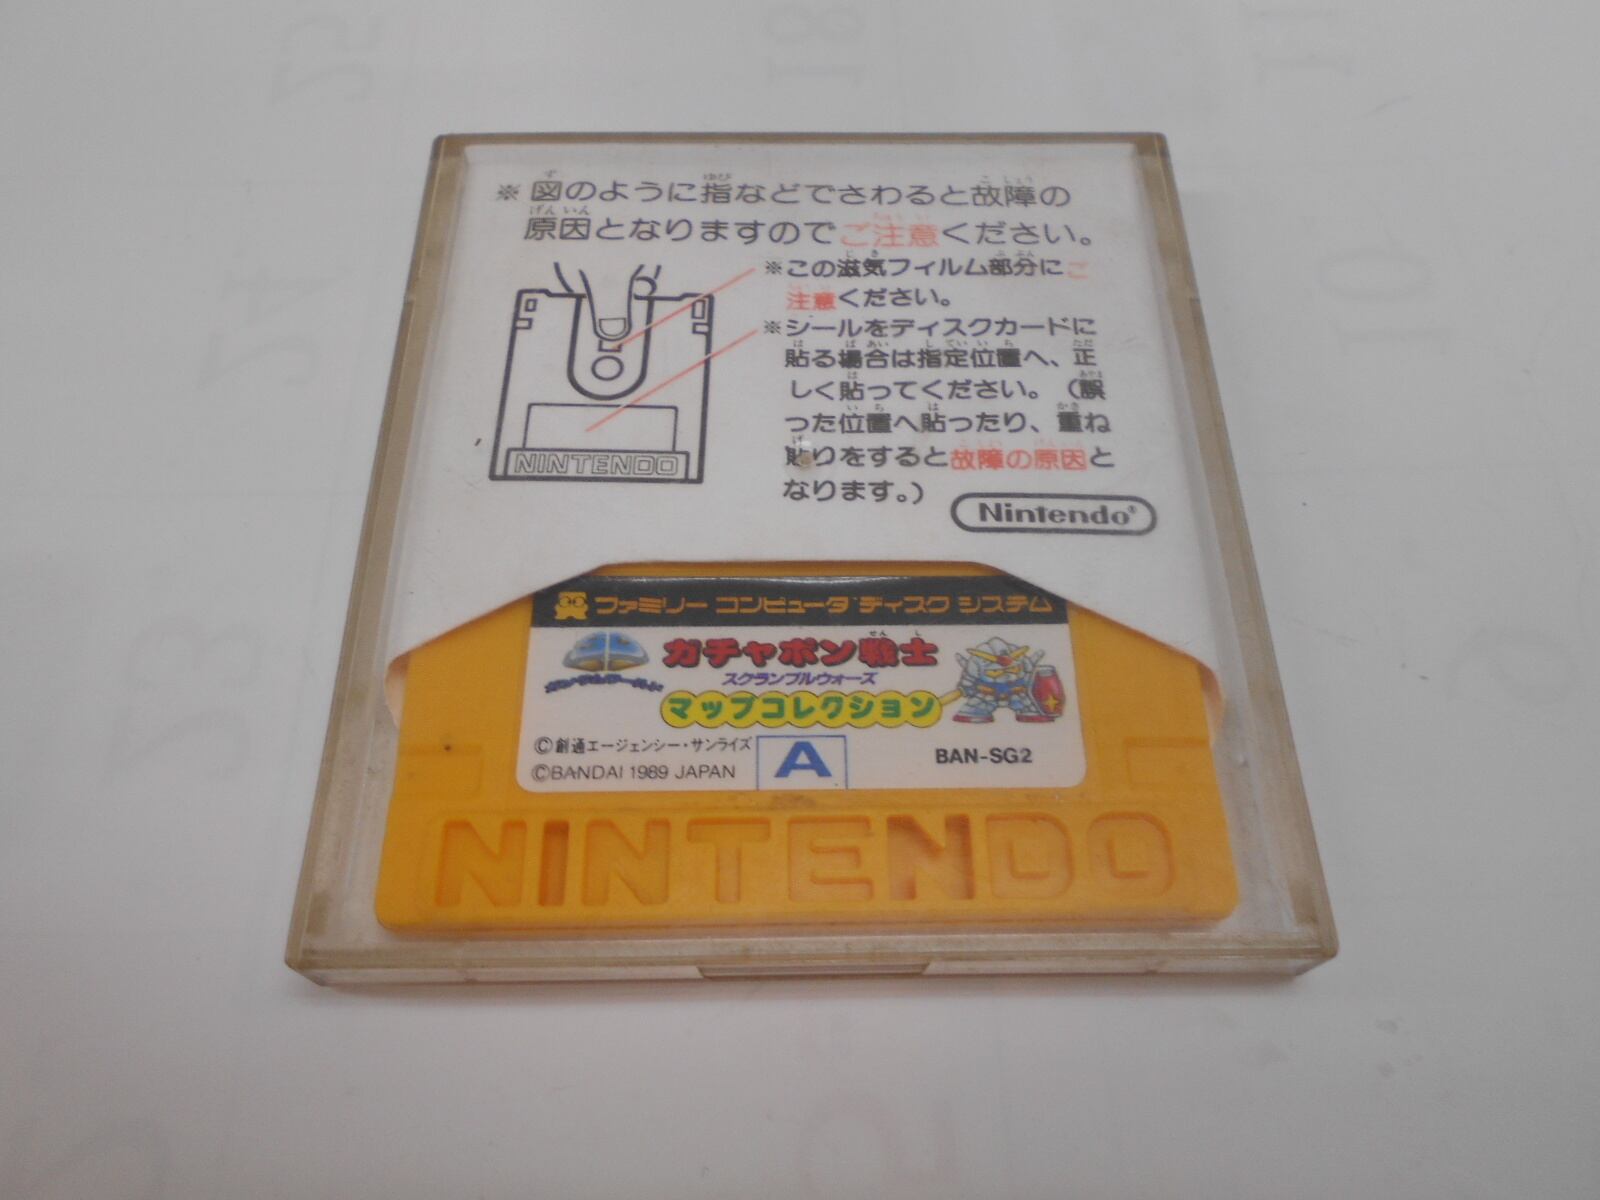 ※図のように指などでさわると故障の
原因となりますのでご注意ください。
※この滋気フィルム部分にご
注意ください。
※シールをディスクカードに
貼る場合は指定位置へ、正
しく貼ってください。(誤
った位置へ貼ったり、重ね
貼りをすると故障の原因と
なります。)
NINTENDO
Nintendo®
ファミリー コンピュータ ディスク システム
ガチャポン戦士
スクランブルウォーズ
マップコレクション
©創通エージェンシー・サンライズ
©BANDAI 1989 JAPAN
A
BAN-SG2
NINTENDO